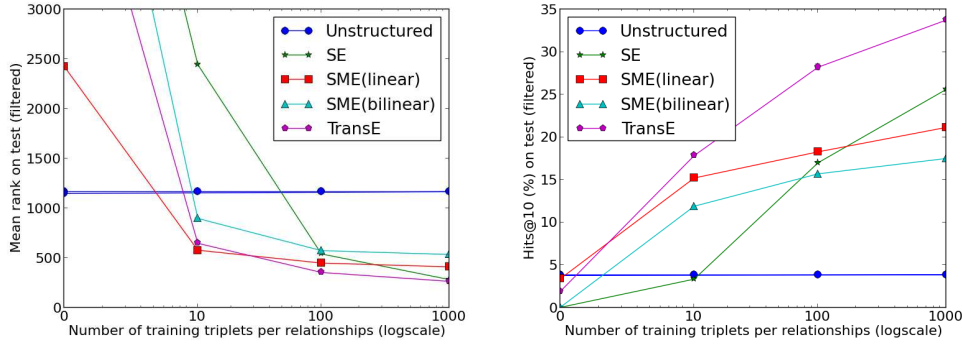 3000
2500
2000
1500
1000
500
0
Mean rank on test (filtered)
Unstructured
SE
SME(linear)
SME(bilinear)
TransE
0 10 100 1000
Number of training triplets per relationships (logscale)
35
30
25
20
15
10
5
0
Hits@10 (%) on test (filtered)
Unstructured
SE
SME(linear)
SME(bilinear)
TransE
0 10 100 1000
Number of training triplets per relationships (logscale)